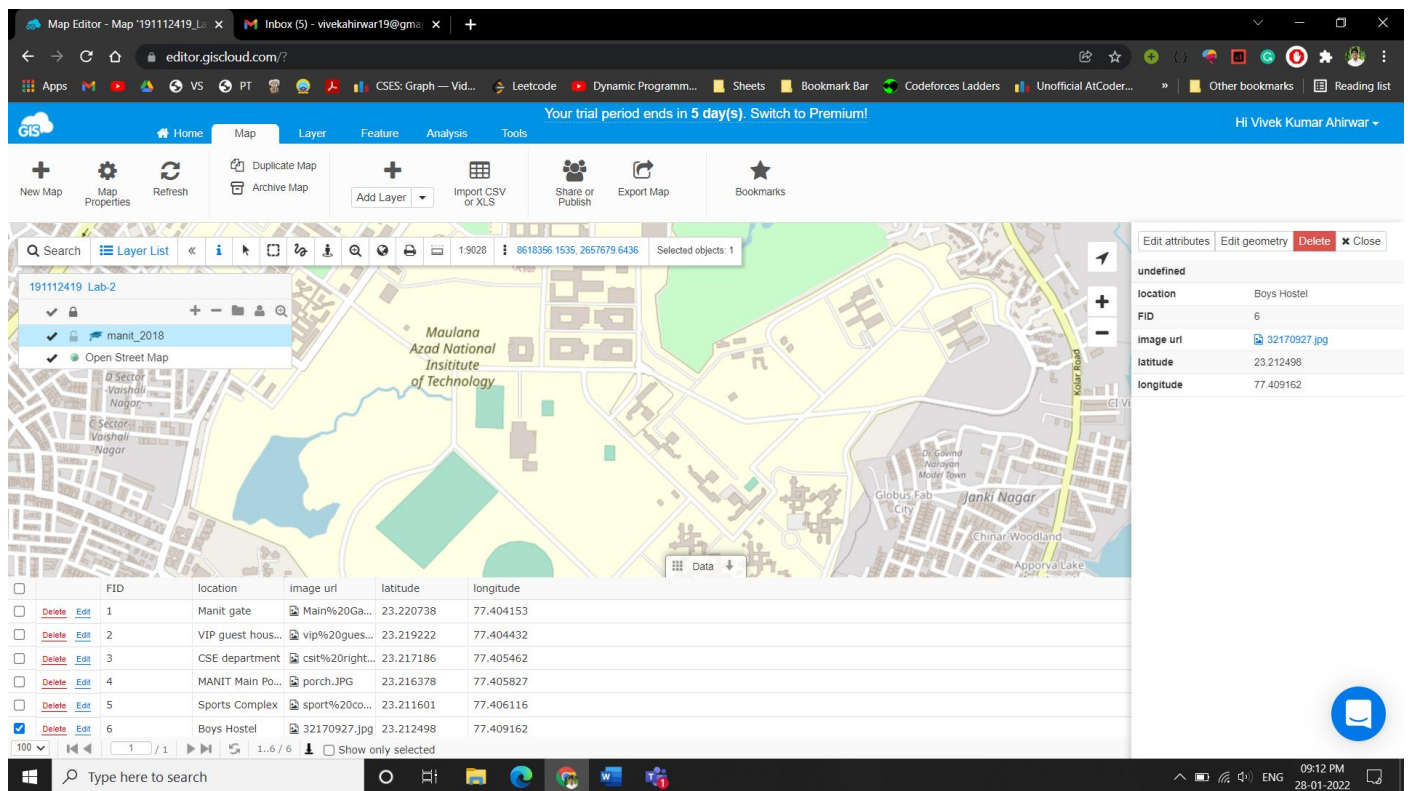 Map Editor - Map '191112419_La
Inbox (5) - vivekahirwar19@gmai
editor.giscloud.com/?
Apps VS PT CSES: Graph — Vid... Leetcode Dynamic Programm... Sheets Bookmark Bar Codeforces Ladders Unofficial AtCoder... » Other bookmarks Reading list
Your trial period ends in 5 day(s). Switch to Premium!
GIS Home Map Layer Feature Analysis Tools Hi Vivek Kumar Ahirwar
New Map
Map Properties
Refresh
Duplicate Map
Archive Map
Add Layer
Import CSV or XLS
Share or Publish
Export Map
Bookmarks
Search Layer List « 1:9028 8618356.1535, 2657679.6436 Selected objects: 1
191112419 Lab-2
manit_2018
Open Street Map
Maulana
Azad National
Insititute
of Technology
D Sector
Vaishali
Nagar
C Sector
Vaishali
Nagar
Kolar Road
CI Vi
Dr Govind
Narayan
Model Town
Globus Fab
City
Janki Nagar
Chinar Woodland
Apporva Lake
Data
Edit attributes Edit geometry Delete Close
undefined
location Boys Hostel
FID 6
image url 32170927.jpg
latitude 23.212498
longitude 77.409162
FID location image url latitude longitude
Delete Edit 1 Manit gate Main%20Ga... 23.220738 77.404153
Delete Edit 2 VIP guest hous... vip%20gues... 23.219222 77.404432
Delete Edit 3 CSE department csit%20right... 23.217186 77.405462
Delete Edit 4 MANIT Main Po... porch.JPG 23.216378 77.405827
Delete Edit 5 Sports Complex sport%20co... 23.211601 77.406116
Delete Edit 6 Boys Hostel 32170927.jpg 23.212498 77.409162
100 1 / 1 1..6 / 6 Show only selected
Type here to search
ENG
09:12 PM
28-01-2022